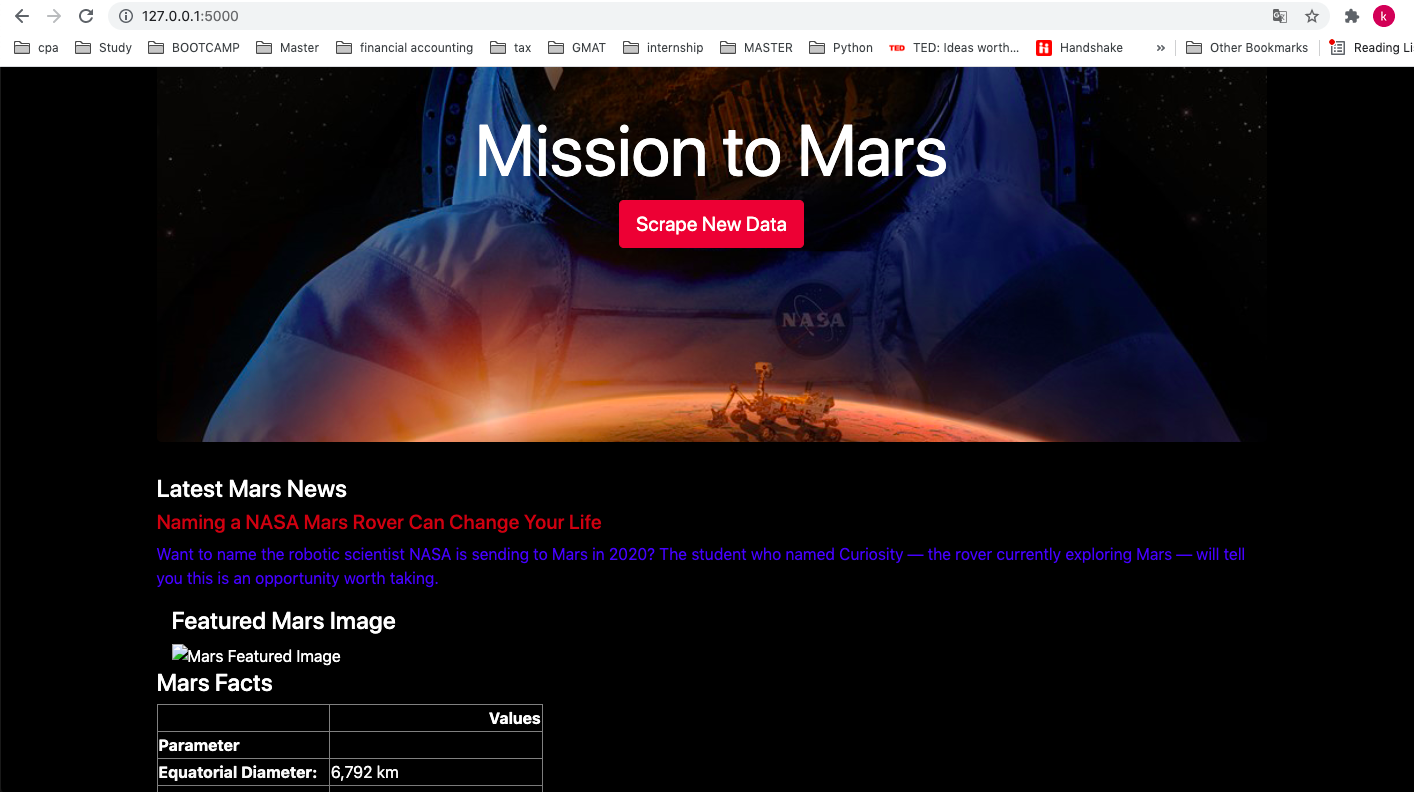 127.0.0.1:5000
k
cpa Study BOOTCAMP Master financial accounting tax GMAT internship MASTER Python TED TED: Ideas worth... Handshake » Other Bookmarks Reading Li
Mission to Mars
Scrape New Data
NASA
Latest Mars News
Naming a NASA Mars Rover Can Change Your Life
Want to name the robotic scientist NASA is sending to Mars in 2020? The student who named Curiosity — the rover currently exploring Mars — will tell
you this is an opportunity worth taking.
Featured Mars Image
Mars Featured Image
Mars Facts
Values
Parameter
Equatorial Diameter: 6,792 km